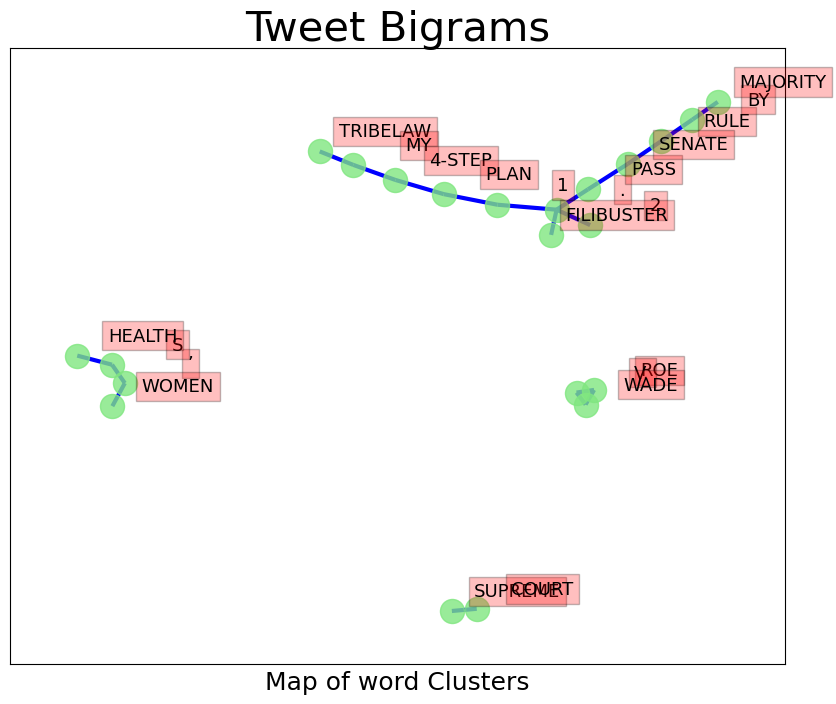 Tweet Bigrams
MAJORITY
BY
RULE
TRIBELAW
MY
SENATE
4-STEP
PASS
PLAN
1
.
2
FILIBUSTER
HEALTH
S
,
WOMEN
ROE
V
WADE
COURT
SUPREME
Map of word Clusters